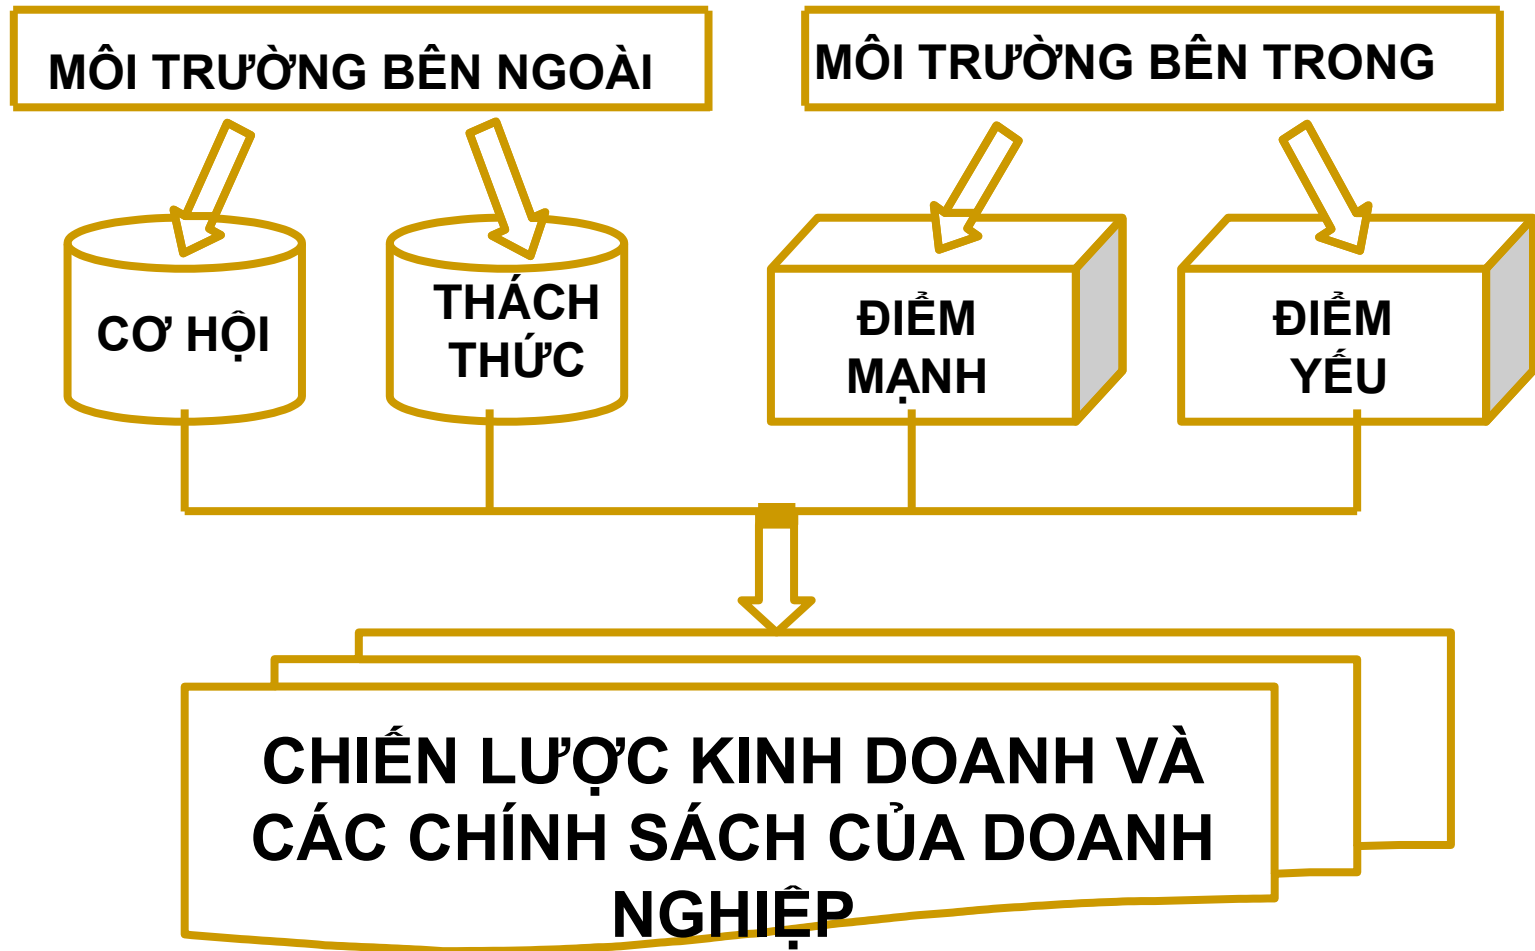 MÔI TRƯỜNG BÊN NGOÀI
MÔI TRƯỜNG BÊN TRONG
CƠ HỘI
THÁCH
THỨC
ĐIỂM
MẠNH
ĐIỂM
YẾU
CHIẾN LƯỢC KINH DOANH VÀ
CÁC CHÍNH SÁCH CỦA DOANH
NGHIỆP